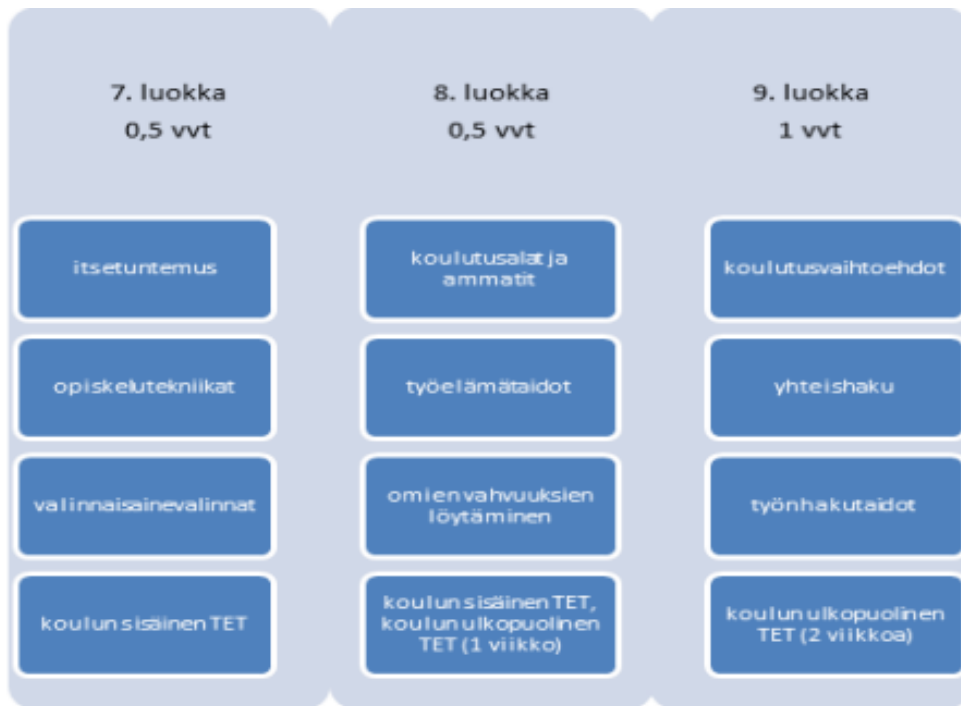 7. luokka
0,5 vvt
itsetuntemus
opiskelutekniikat
valinnaisainevalinnat
koulun sisäinen TET
8. luokka
0,5 vvt
koulutusalat ja
ammatit
työelämätaidot
omien vahvuuksien
löytäminen
koulun sisäinen TET,
koulun ulkopuolinen
TET (1 viikko)
9. luokka
1 vvt
koulutusvaihtoehdot
yhteishaku
työnhakutaidot
koulun ulkopuolinen
TET (2 viikkoa)